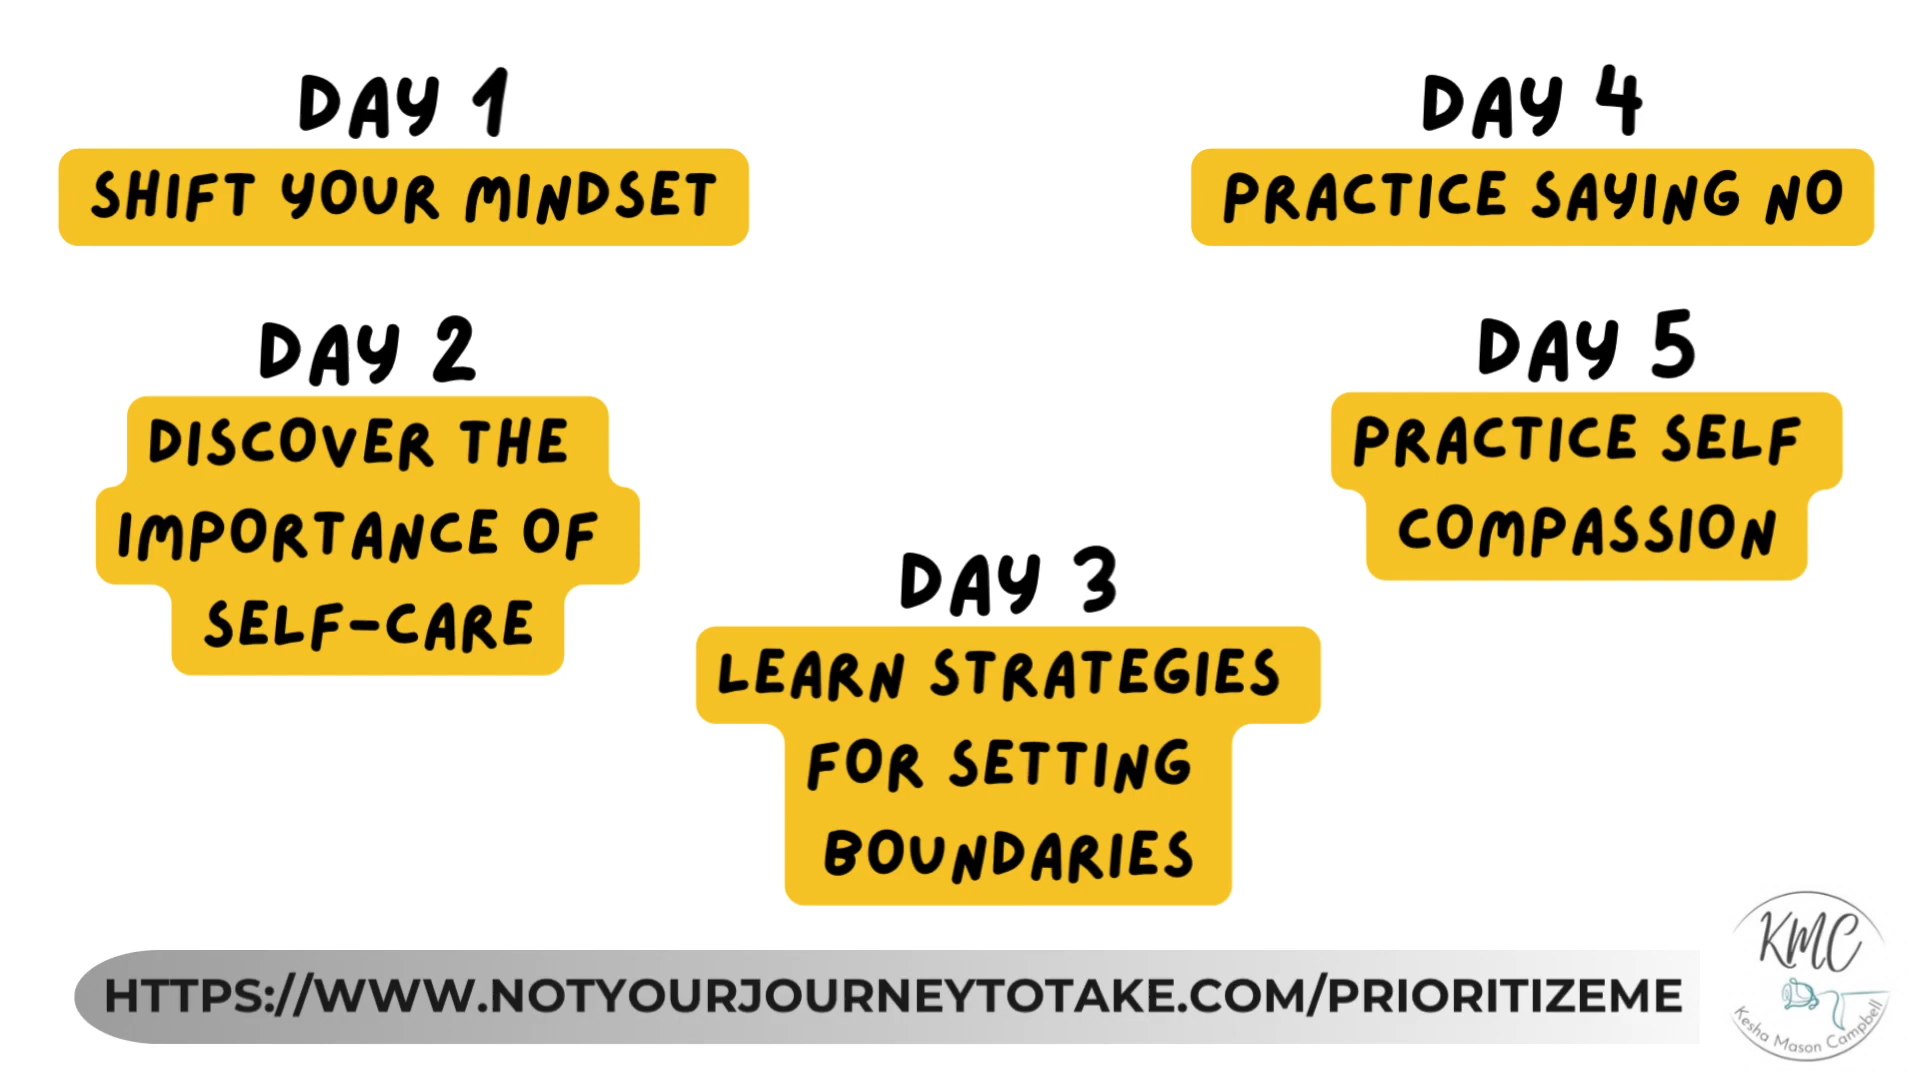 DAY 1
SHIFT YOUR MINDSET
DAY 2
DISCOVER THE
IMPORTANCE OF
SELF-CARE
DAY 3
LEARN STRATEGIES
FOR SETTING
BOUNDARIES
DAY 4
PRACTICE SAYING NO
DAY 5
PRACTICE SELF
COMPASSION
HTTPS://WWW.NOTYOURJOURNEYTOTAKE.COM/PRIORITIZEME
KMC
Kesha Mason Campbell